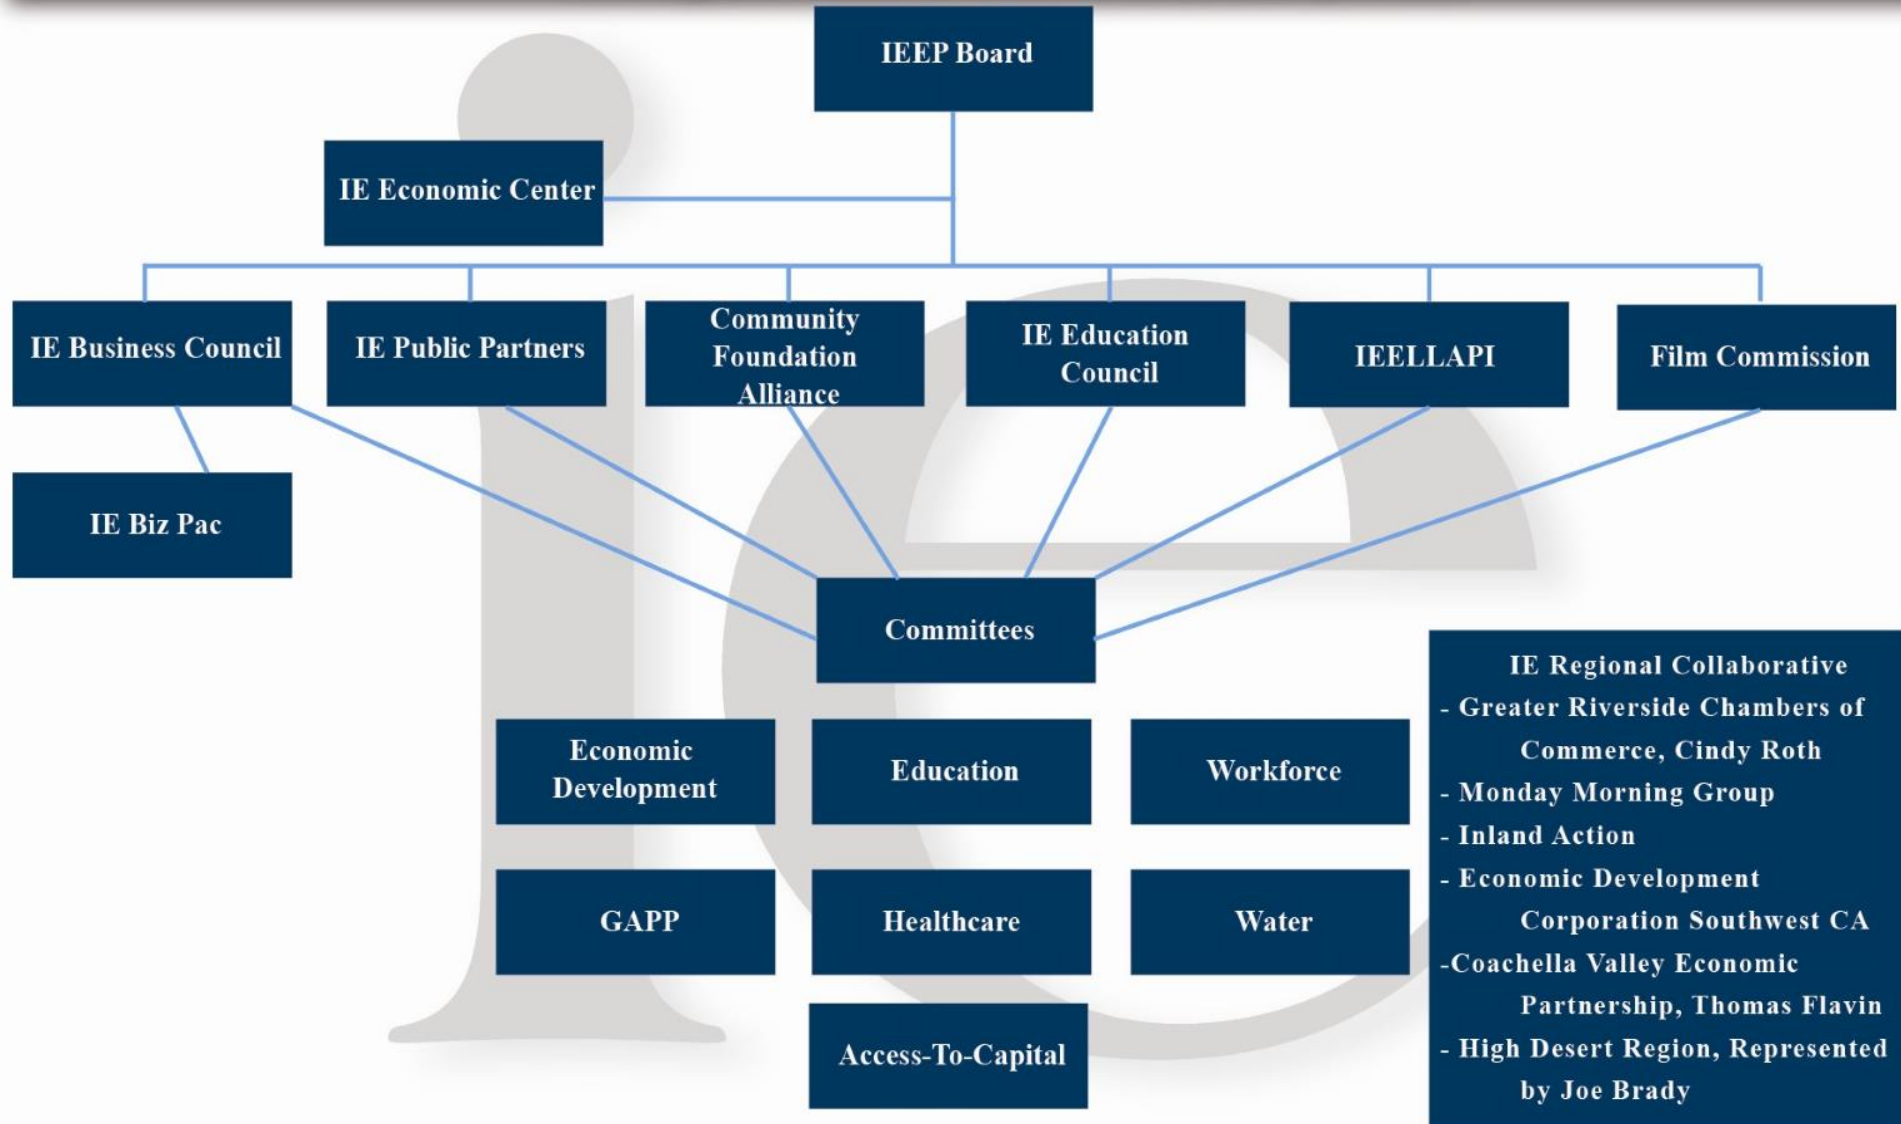 IEEP Board
IE Economic Center
IE Business Council
IE Public Partners
Community
Foundation
Alliance
IE Education
Council
IEELLAPI
Film Commission
IE Biz Pac
Committees
Economic
Development
Education
Workforce
GAPP
Healthcare
Water
Access-To-Capital
IE Regional Collaborative
- Greater Riverside Chambers of
Commerce, Cindy Roth
- Monday Morning Group
- Inland Action
- Economic Development
Corporation Southwest CA
-Coachella Valley Economic
Partnership, Thomas Flavin
- High Desert Region, Represented
by Joe Brady
ie